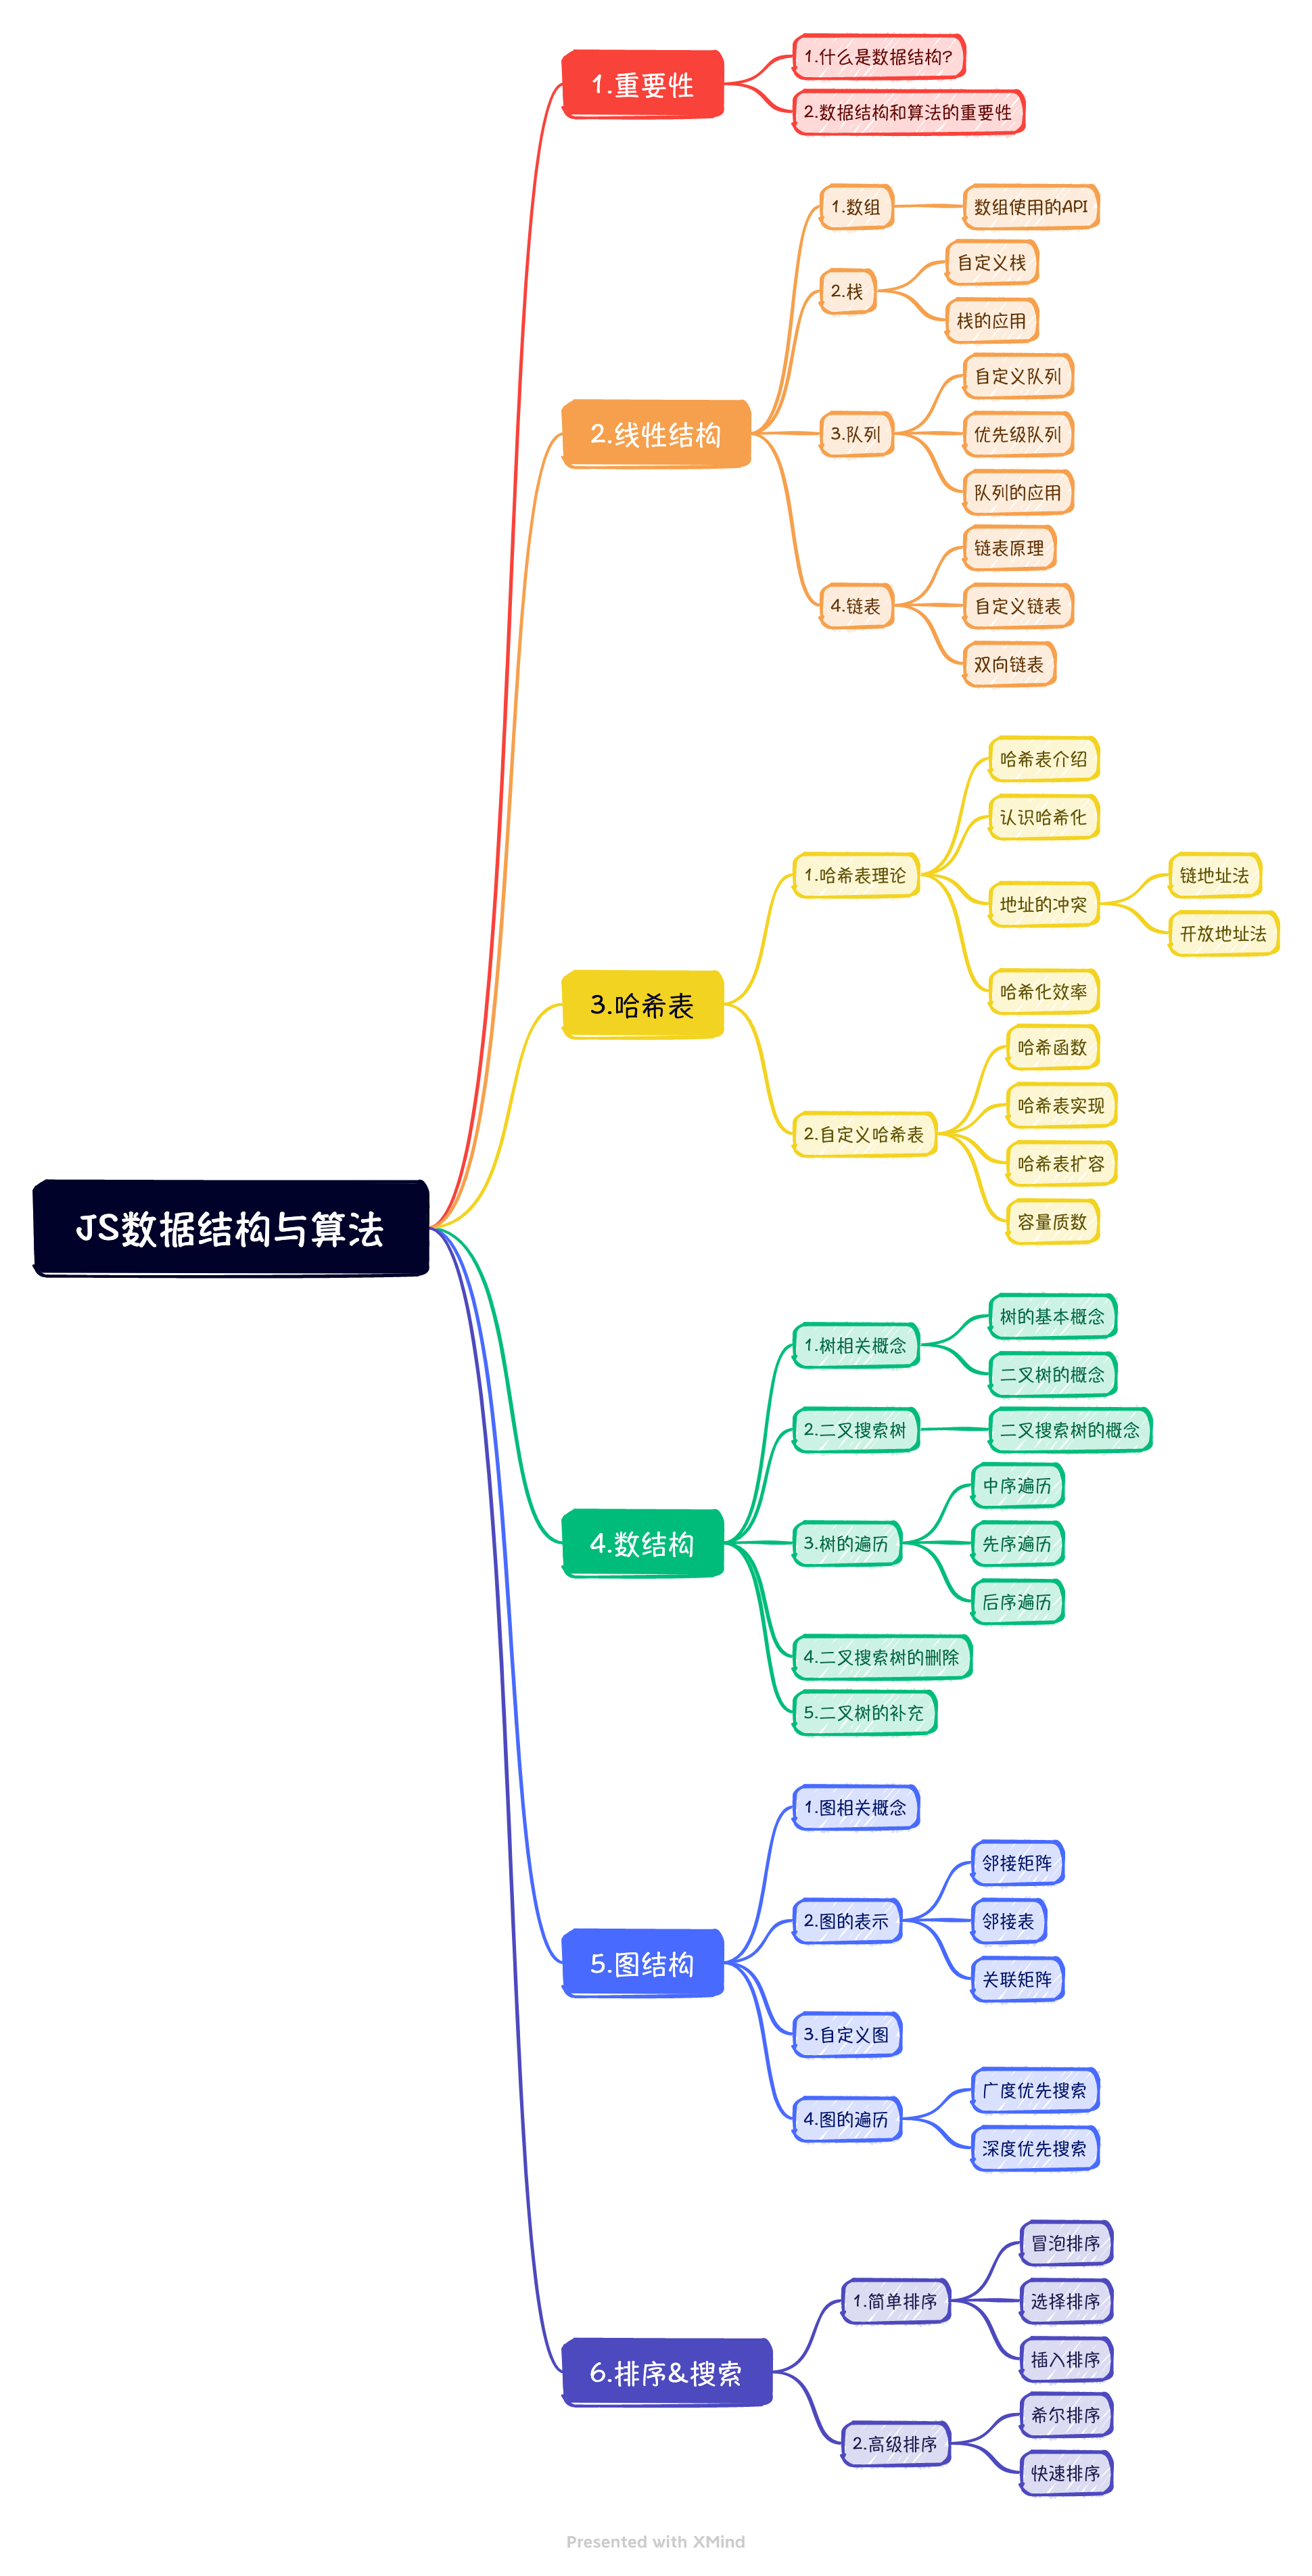 1.重要性
1.什么是数据结构?
2.数据结构和算法的重要性
2.线性结构
1.数组
数组使用的API
2.栈
自定义栈
栈的应用
3.队列
自定义队列
优先级队列
队列的应用
4.链表
链表原理
自定义链表
双向链表
3.哈希表
1.哈希表理论
哈希表介绍
认识哈希化
地址的冲突
链地址法
开放地址法
哈希化效率
2.自定义哈希表
哈希函数
哈希表实现
哈希表扩容
容量质数
JS数据结构与算法
4.数结构
1.树相关概念
树的基本概念
二叉树的概念
2.二叉搜索树
二叉搜索树的概念
3.树的遍历
中序遍历
先序遍历
后序遍历
4.二叉搜索树的删除
5.二叉树的补充
5.图结构
1.图相关概念
2.图的表示
邻接矩阵
邻接表
关联矩阵
3.自定义图
4.图的遍历
广度优先搜索
深度优先搜索
6.排序&搜索
1.简单排序
冒泡排序
选择排序
插入排序
2.高级排序
希尔排序
快速排序
Presented with XMind